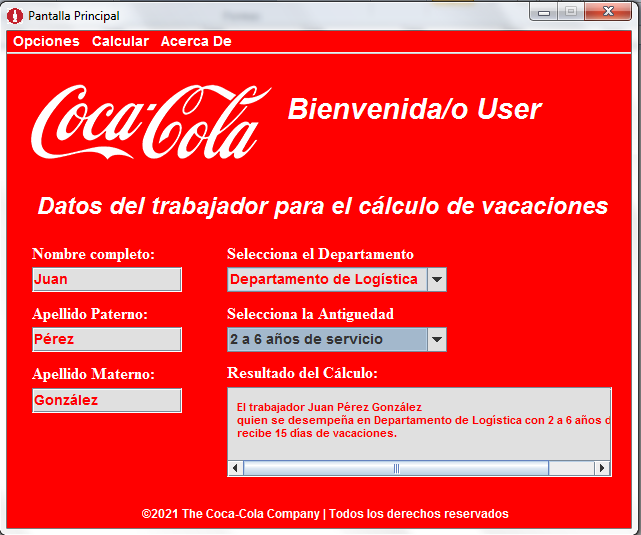 Pantalla Principal
Opciones Calcular Acerca De
Coca-Cola
Bienvenida/o User
Datos del trabajador para el cálculo de vacaciones
Nombre completo:
Selecciona el Departamento
Juan
Departamento de Logística
Apellido Paterno:
Selecciona la Antiguedad
Pérez
2 a 6 años de servicio
Apellido Materno:
Resultado del Cálculo:
González
El trabajador Juan Pérez González
quien se desempeña en Departamento de Logística con 2 a 6 años d
recibe 15 días de vacaciones.
©2021 The Coca-Cola Company | Todos los derechos reservados